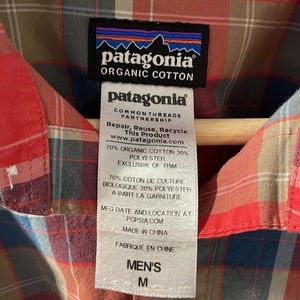 patagonia
ORGANIC COTTON
patagonia
COMMONTHREADS
PARTNERSHIP
Repair, Reuse, Recycle
This Product
www.patagonia.com
70% ORGANIC COTTON 30%
POLYESTER
EXCLUSIVE OF TRIM
70% COTON DE CULTURE
BIOLOGIQUE 30% POLYESTER
A-PART LA GARNITURE
MFG DATE AND LOCATION AT
POPSIA.COM
MADE IN CHINA
FABRIQUÉ EN CHINE
MEN'S
M